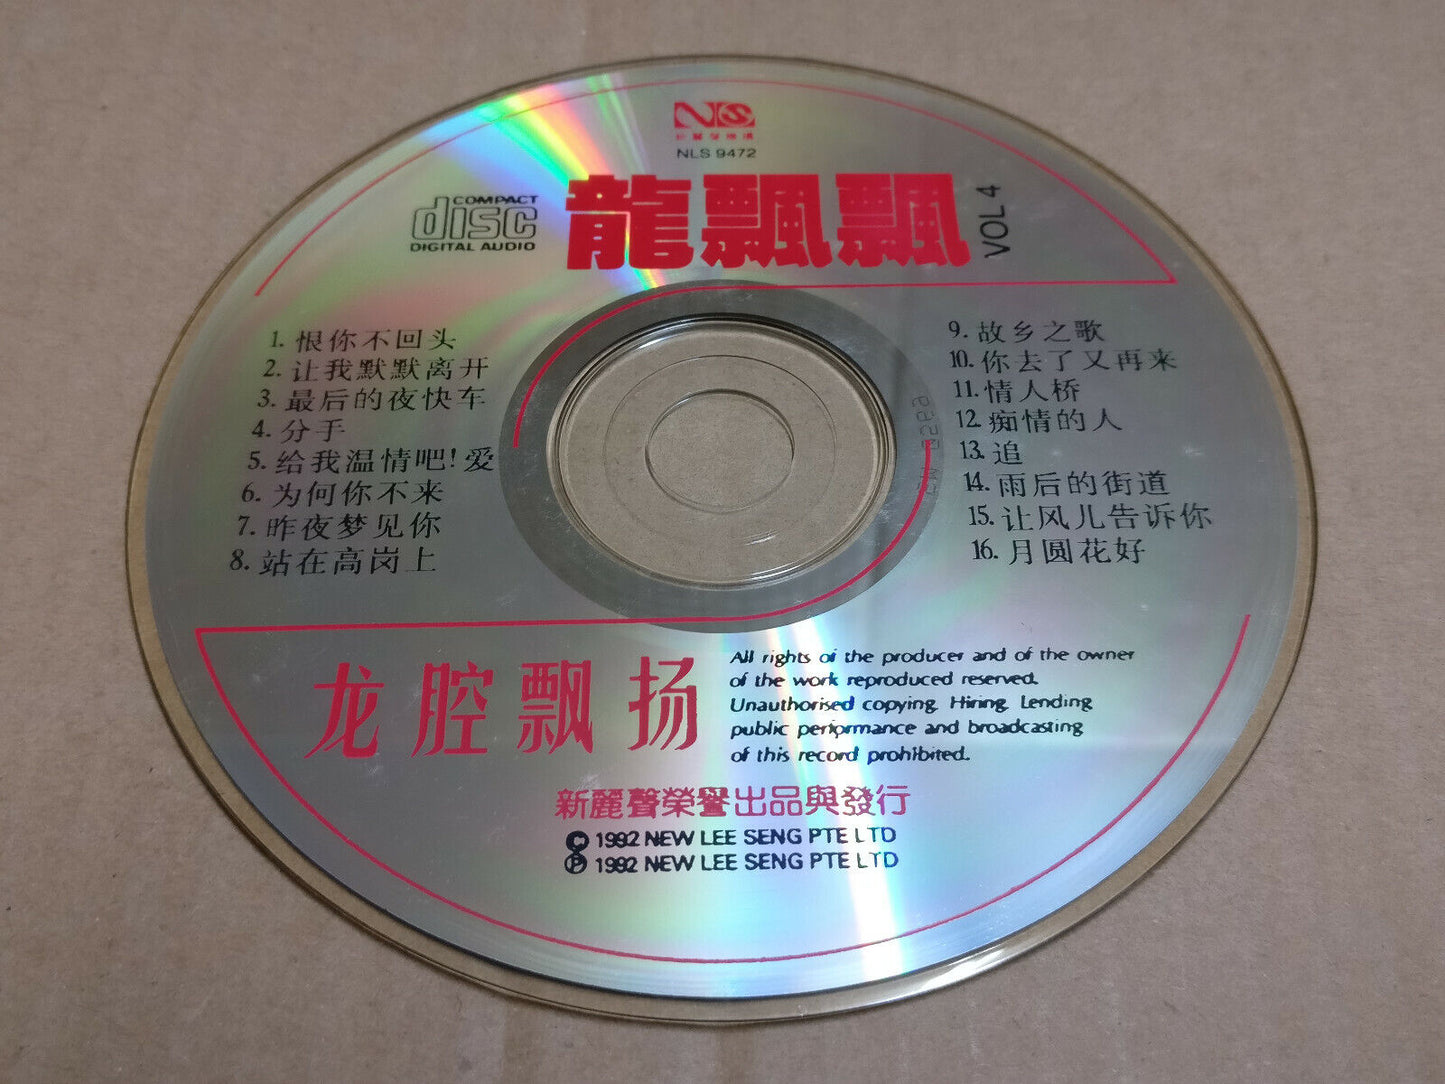 NS
新麗聲唱片
NLS 9472
COMPACT
disc
DIGITAL AUDIO
龍飄飄
VOL 4
1. 恨你不回头
2. 让我默默离开
3. 最后的夜快车
4. 分手
5. 给我温情吧!爱
6. 为何你不来
7. 昨夜梦见你
8. 站在高岗上
9. 故乡之歌
10. 你去了又再来
11. 情人桥
12. 痴情的人
13. 追
14. 雨后的街道
15. 让风儿告诉你
16. 月圆花好
龙腔飘扬
All rights of the producer and of the owner
of the work reproduced reserved.
Unauthorised copying. Hiring. Lending
public performance and broadcasting
of this record prohibited.
新麗聲榮譽出品與發行
© 1992 NEW LEE SENG PTE LTD
℗ 1992 NEW LEE SENG PTE LTD